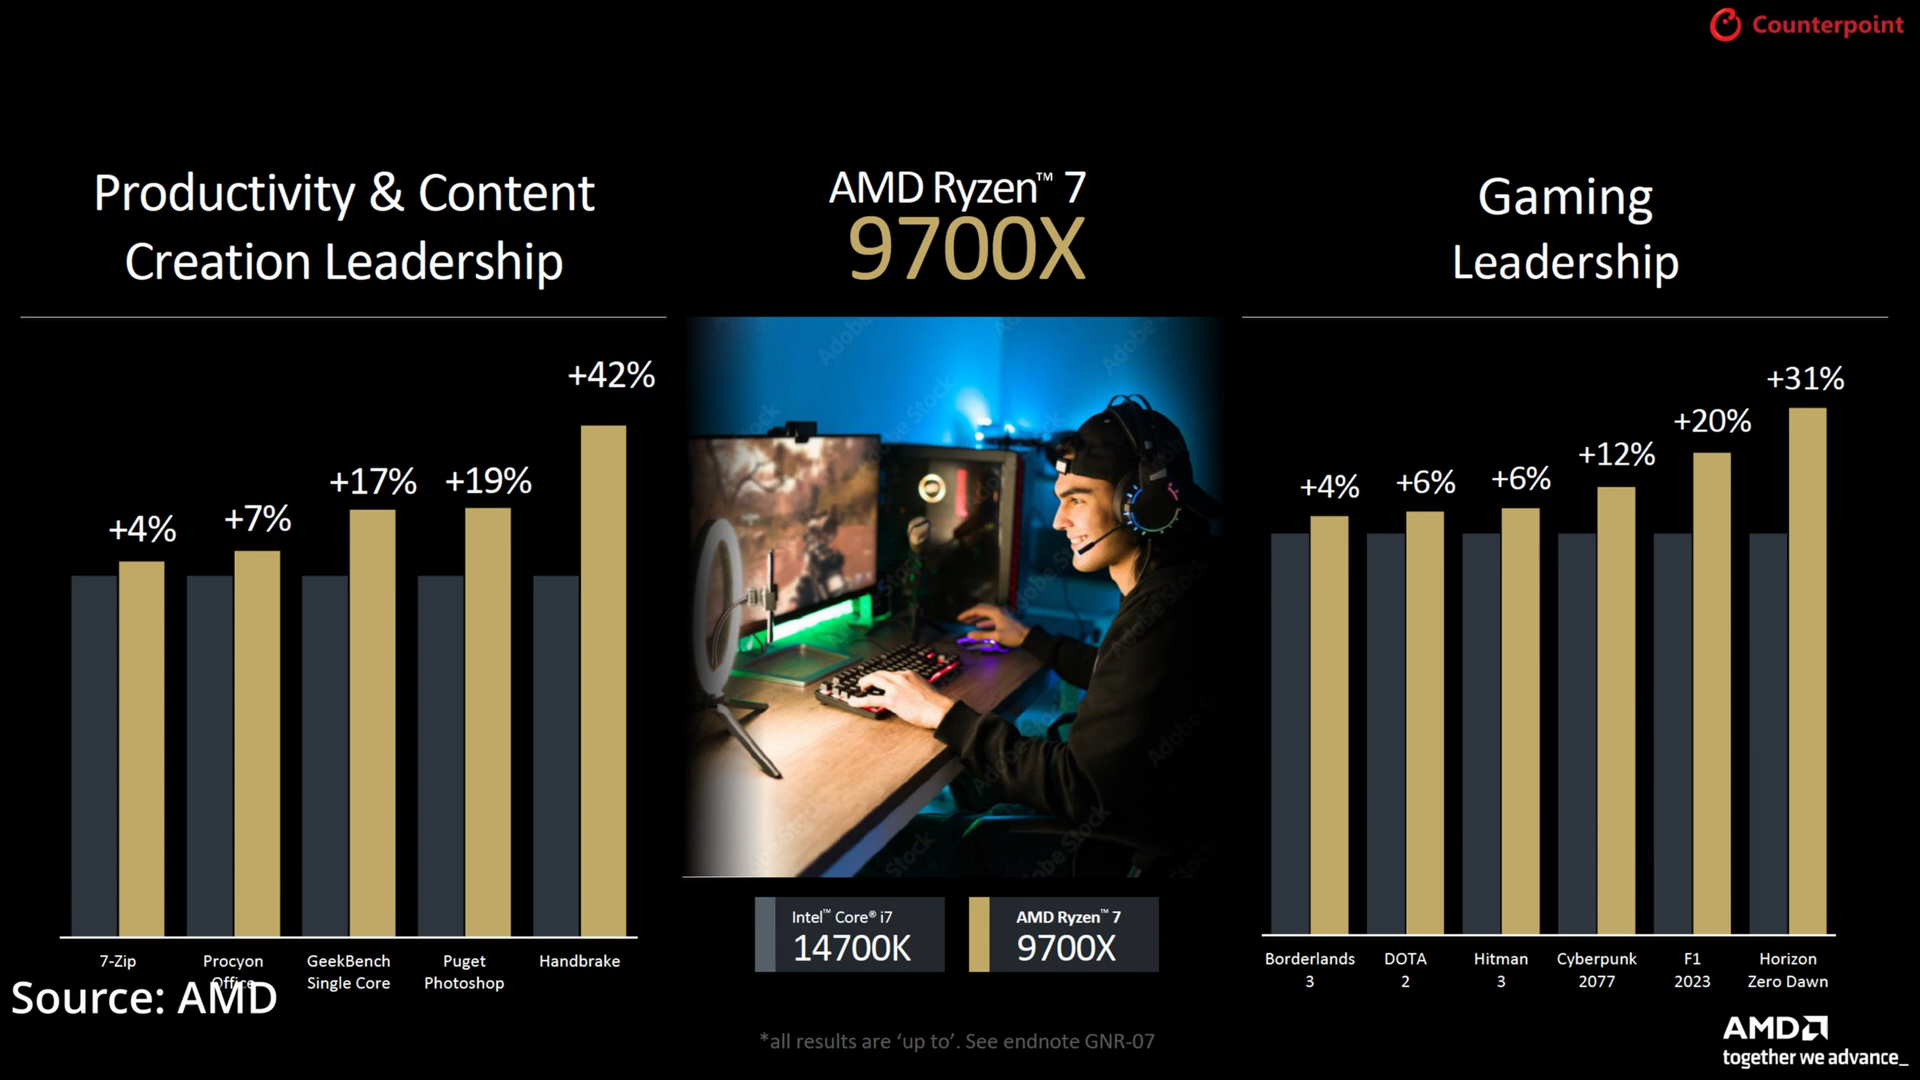 Counterpoint
Productivity & Content
Creation Leadership
+4%
+7%
+17%
+19%
+42%
7-Zip
Procyon
Office
GeekBench
Single Core
Puget
Photoshop
Handbrake
Source: AMD
AMD Ryzen™ 7
9700X
Adobe Stock
Intel™ Core® i7
14700K
AMD Ryzen™ 7
9700X
*all results are ‘up to’. See endnote GNR-07
Gaming
Leadership
+4%
+6%
+6%
+12%
+20%
+31%
Borderlands
3
DOTA
2
Hitman
3
Cyberpunk
2077
F1
2023
Horizon
Zero Dawn
AMD
together we advance_